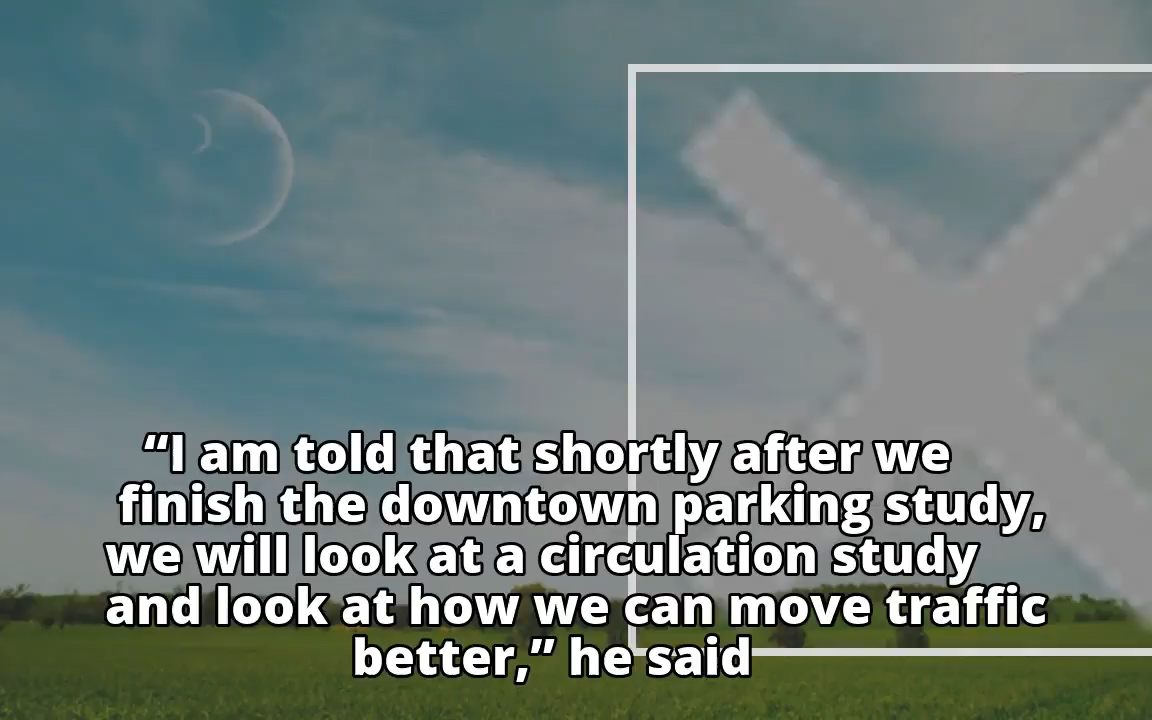 “I am told that shortly after we
finish the downtown parking study,
we will look at a circulation study
and look at how we can move traffic
better,” he said